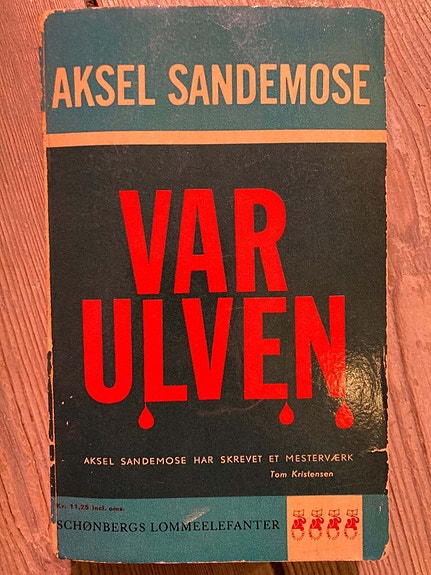 AKSEL SANDEMOSE
VAR
ULVEN
AKSEL SANDEMOSE HAR SKREVET ET MESTERVÆRK
Tom Kristensen
Kr. 11,25 incl. oms.
SCHØNBERGS LOMMEELEFANTER